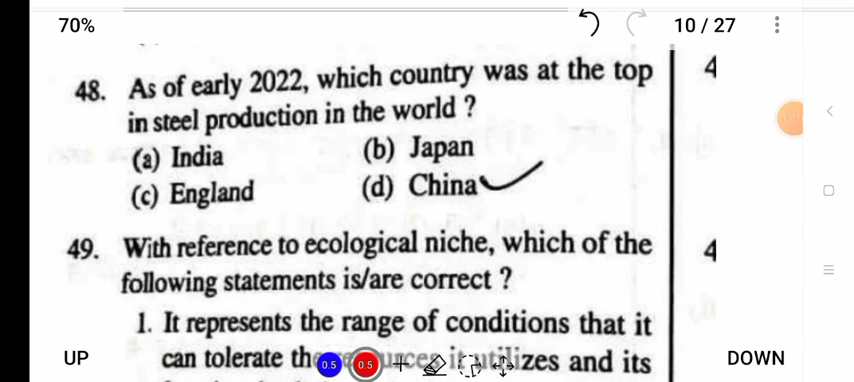 70%
10 / 27
48. As of early 2022, which country was at the top
in steel production in the world ?
(a) India (b) Japan
(c) England (d) China
49. With reference to ecological niche, which of the
following statements is/are correct ?
1. It represents the range of conditions that it
can tolerate the resources it utilizes and its
UP
0.5
0.5
DOWN
4
4